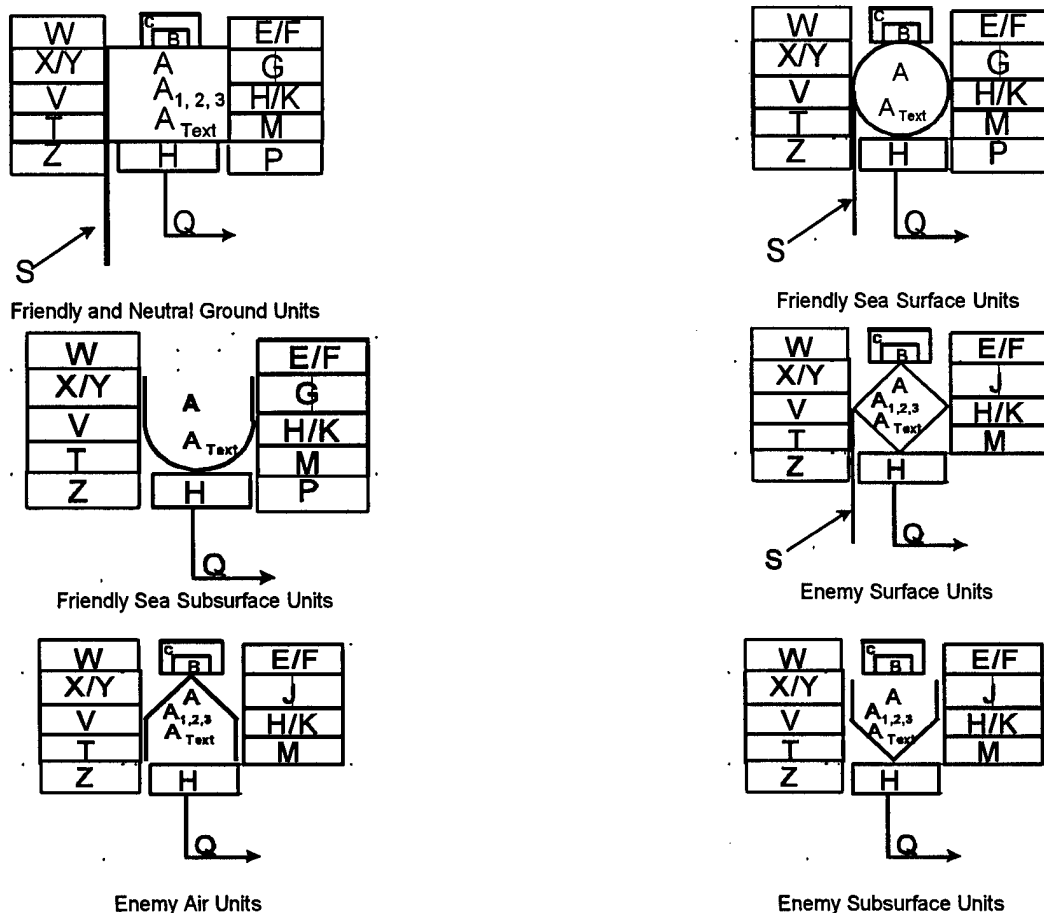 C
B
W
X/Y
V
T
Z
A
A1, 2, 3
A Text
H
E/F
G
H/K
M
P
Q
S
Friendly and Neutral Ground Units
C
B
W
X/Y
V
T
Z
A
A Text
H
E/F
G
H/K
M
P
Q
S
Friendly Sea Surface Units
W
X/Y
V
T
Z
A
A Text
H
E/F
G
H/K
M
P
Q
Friendly Sea Subsurface Units
C
B
W
X/Y
V
T
Z
A
A1,2,3
A Text
H
E/F
J
H/K
M
Q
S
Enemy Surface Units
C
B
W
X/Y
V
T
Z
A
A1,2,3
A Text
H
E/F
J
H/K
M
Q
Enemy Air Units
C
B
W
X/Y
V
T
Z
A
A1,2,3
A Text
H
E/F
J
H/K
M
Q
Enemy Subsurface Units